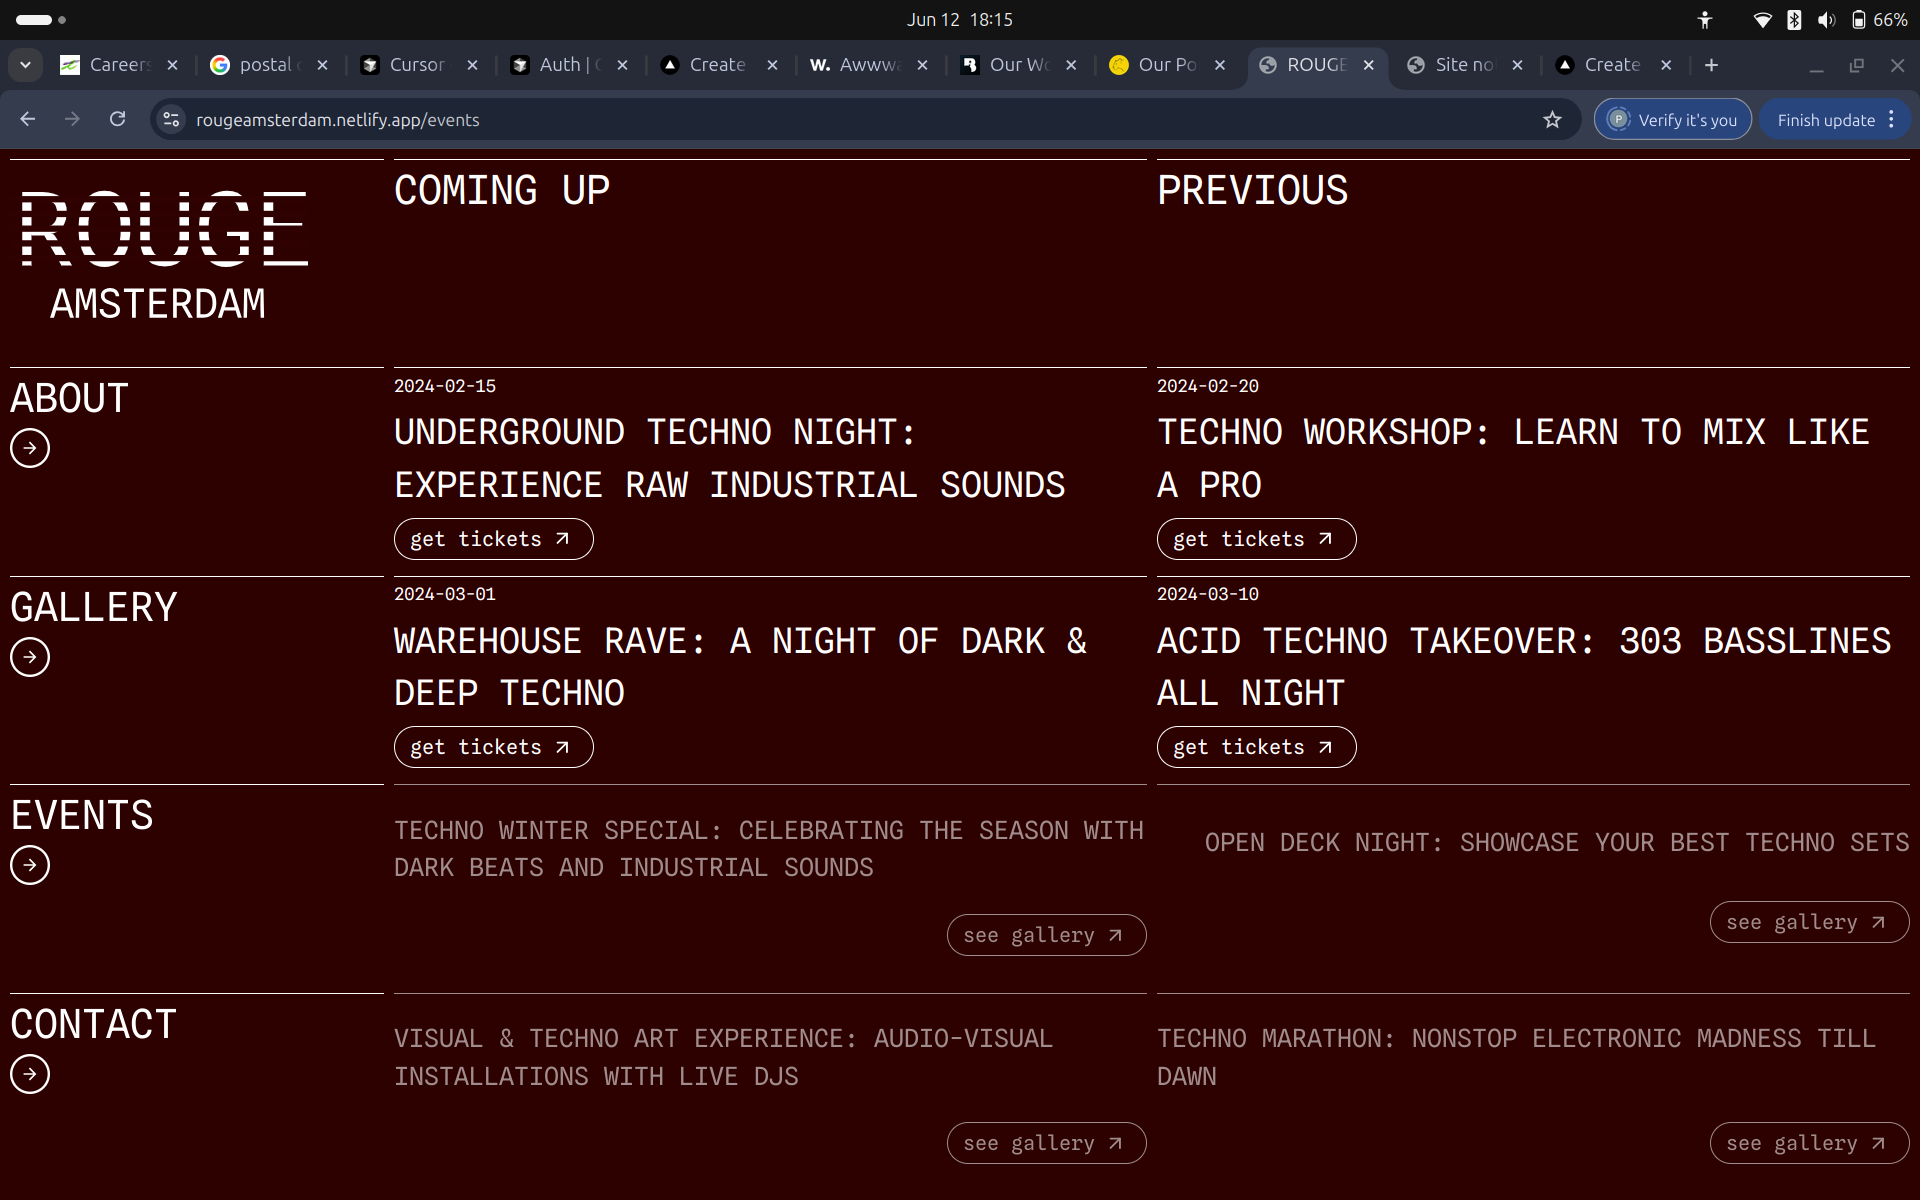 Jun 12 18:15
66%
Careers
postal
Cursor
Auth |
Create
W. Awwwa
Our Wo
Our Po
ROUGE
Site no
Create
rougeamsterdam.netlify.app/events
P Verify it's you
Finish update
ROUGE
AMSTERDAM
COMING UP
PREVIOUS
ABOUT
2024-02-15
UNDERGROUND TECHNO NIGHT:
EXPERIENCE RAW INDUSTRIAL SOUNDS
get tickets
2024-02-20
TECHNO WORKSHOP: LEARN TO MIX LIKE
A PRO
get tickets
GALLERY
2024-03-01
WAREHOUSE RAVE: A NIGHT OF DARK &
DEEP TECHNO
get tickets
2024-03-10
ACID TECHNO TAKEOVER: 303 BASSLINES
ALL NIGHT
get tickets
EVENTS
TECHNO WINTER SPECIAL: CELEBRATING THE SEASON WITH
DARK BEATS AND INDUSTRIAL SOUNDS
see gallery
OPEN DECK NIGHT: SHOWCASE YOUR BEST TECHNO SETS
see gallery
CONTACT
VISUAL & TECHNO ART EXPERIENCE: AUDIO-VISUAL
INSTALLATIONS WITH LIVE DJS
see gallery
TECHNO MARATHON: NONSTOP ELECTRONIC MADNESS TILL
DAWN
see gallery